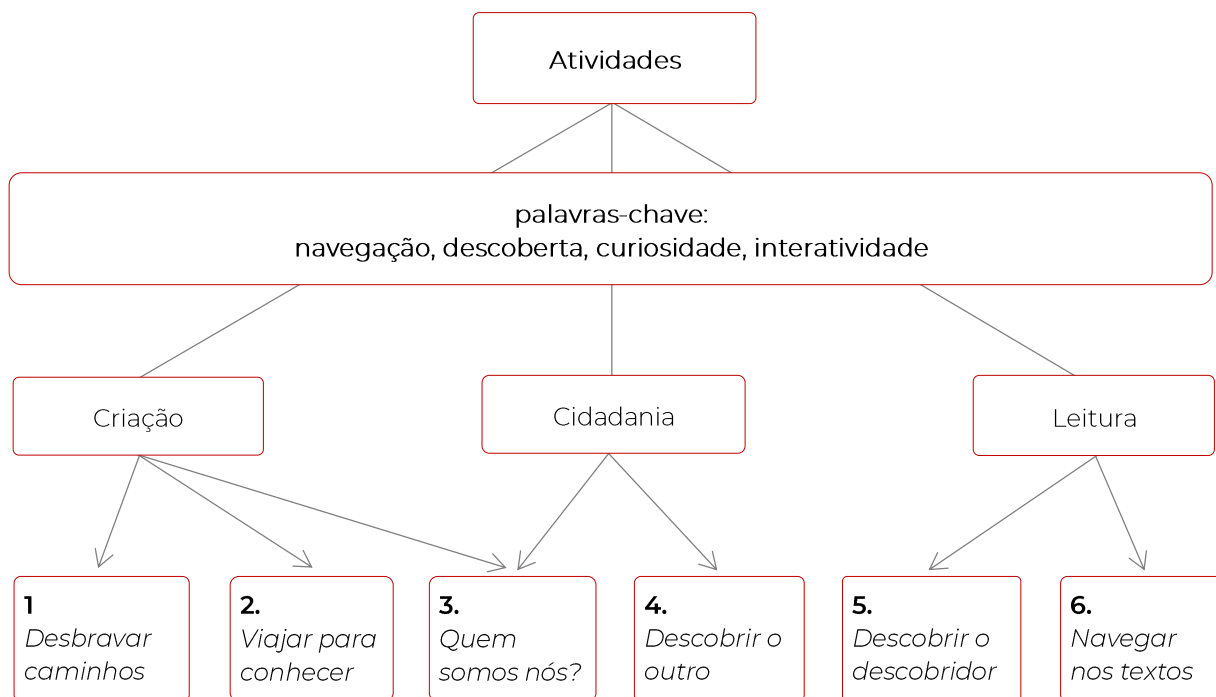 Atividades
palavras-chave:
navegação, descoberta, curiosidade, interatividade
Criação
Cidadania
Leitura
1
Desbravar
caminhos
2.
Viajar para
conhecer
3.
Quem
somos nós?
4.
Descobrir o
outro
5.
Descobrir o
descobridor
6.
Navegar
nos textos